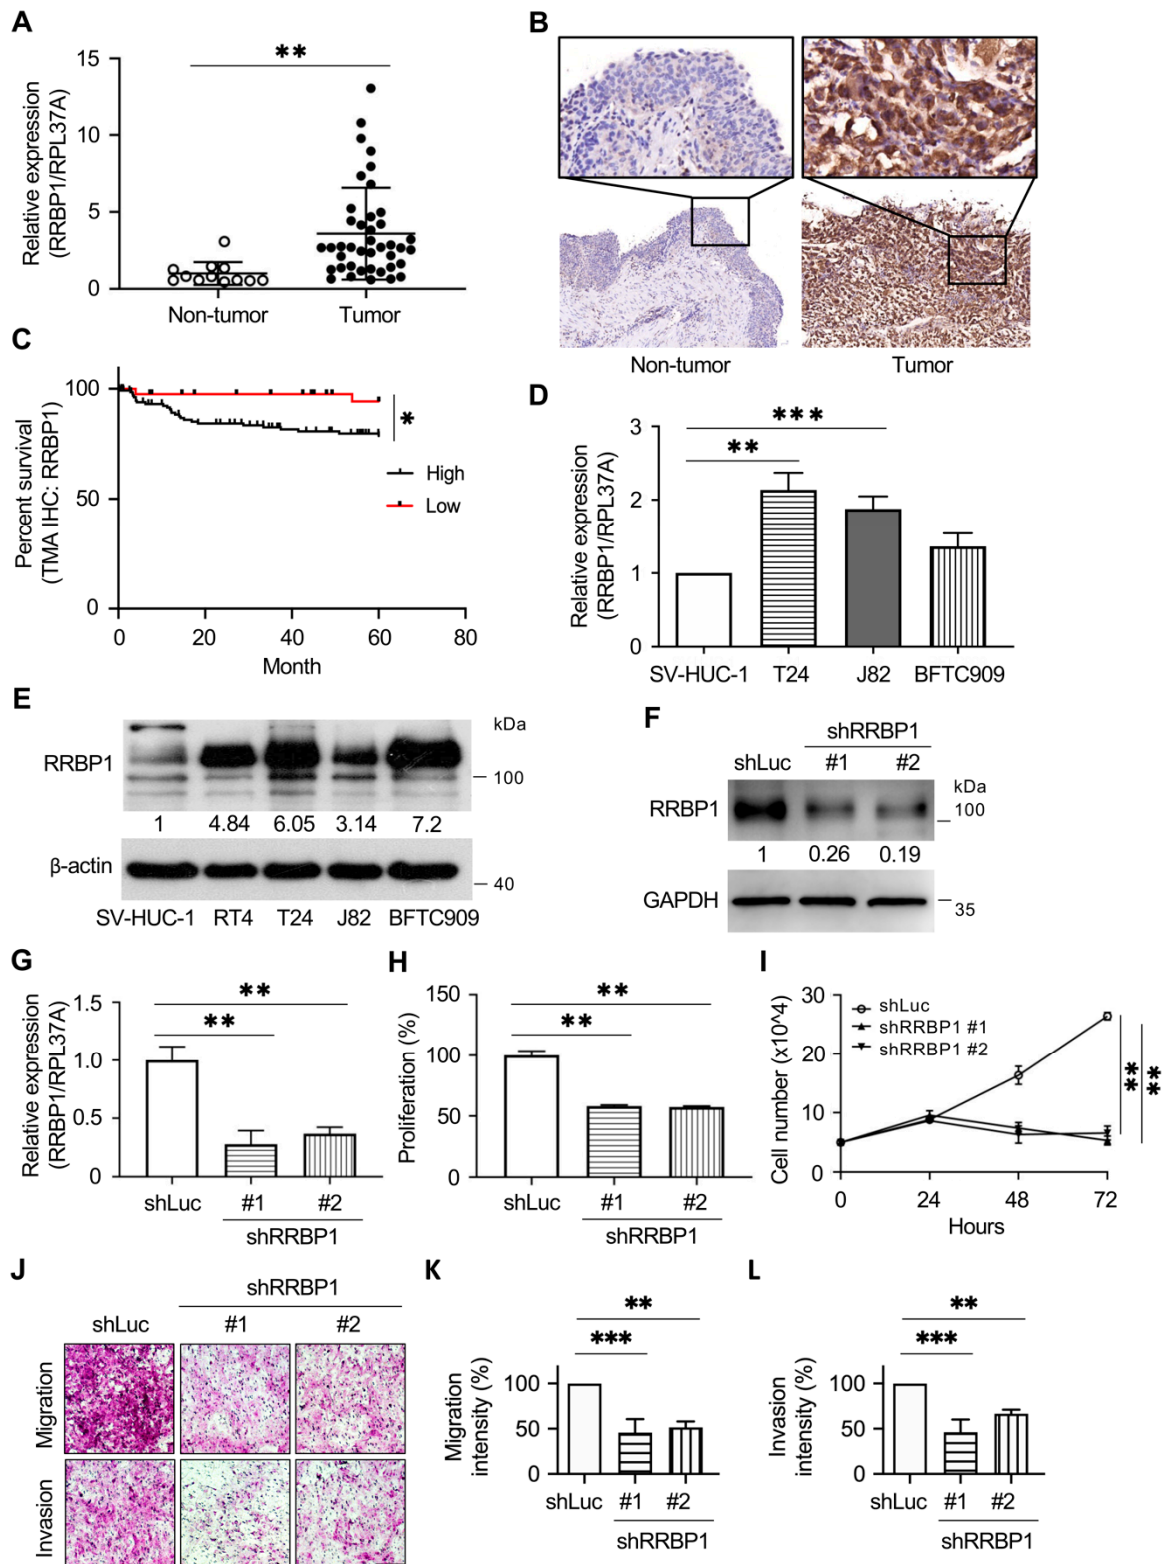 A
**
Relative expression
(RRBP1/RPL37A)
15
10
5
0
Non-tumor
Tumor
B
Non-tumor
Tumor
C
Percent survival
(TMA IHC: RRBP1)
100
50
0
*
High
Low
0
20
40
60
80
Month
D
Relative expression
(RRBP1/RPL37A)
3
2
1
0
***
**
SV-HUC-1
T24
J82
BFTC909
E
kDa
RRBP1
100
1
4.84
6.05
3.14
7.2
β-actin
40
SV-HUC-1
RT4
T24
J82
BFTC909
F
shRRBP1
shLuc
#1
#2
kDa
RRBP1
100
1
0.26
0.19
GAPDH
35
G
Relative expression
(RRBP1/RPL37A)
1.5
1.0
0.5
0
**
**
shLuc
#1
#2
shRRBP1
H
Proliferation (%)
150
100
50
0
**
**
shLuc
#1
#2
shRRBP1
I
Cell number (x10^4)
30
20
10
0
shLuc
shRRBP1 #1
shRRBP1 #2
**
**
0
24
48
72
Hours
J
shRRBP1
shLuc
#1
#2
Migration
Invasion
K
Migration
intensity (%)
**
***
100
50
0
shLuc
#1
#2
shRRBP1
L
Invasion
intensity (%)
**
***
100
50
0
shLuc
#1
#2
shRRBP1